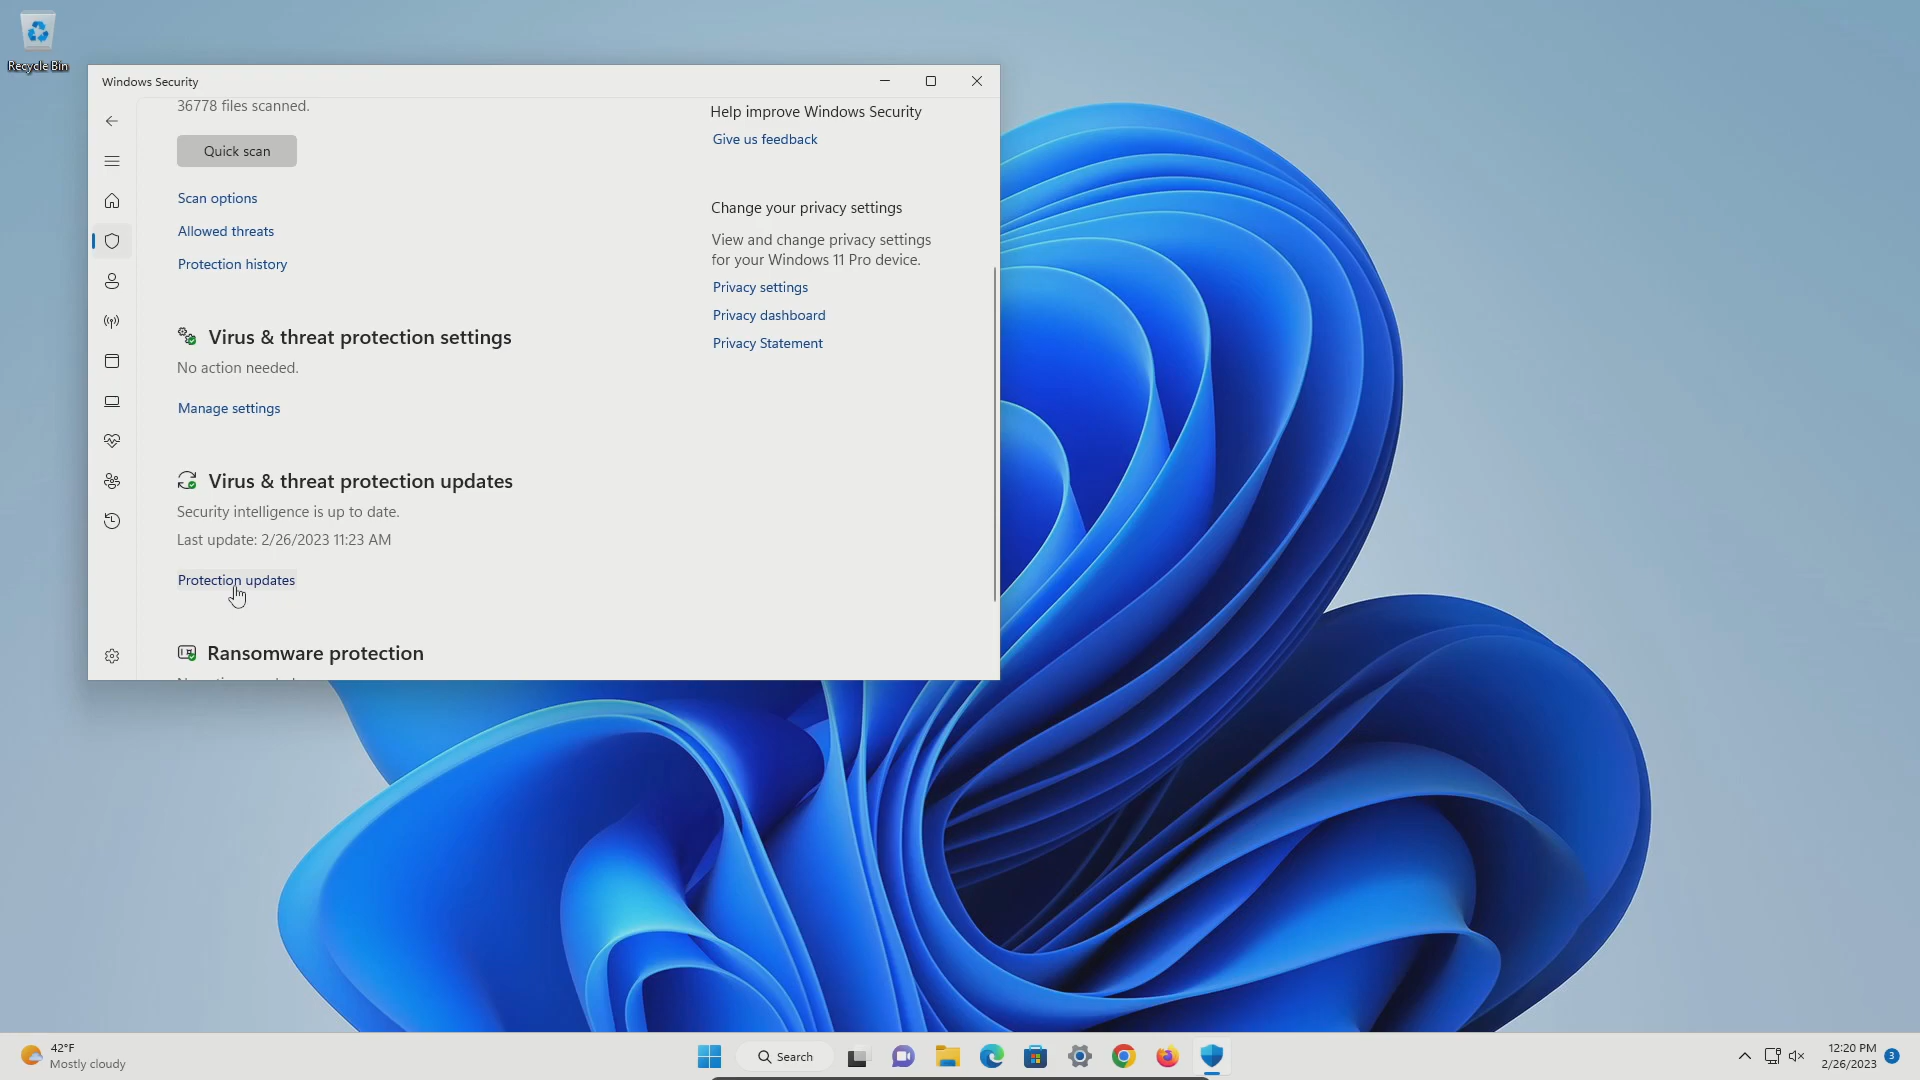 Recycle Bin
Windows Security
36778 files scanned.
Quick scan
Scan options
Allowed threats
Protection history
Virus & threat protection settings
No action needed.
Manage settings
Virus & threat protection updates
Security intelligence is up to date.
Last update: 2/26/2023 11:23 AM
Protection updates
Ransomware protection
Help improve Windows Security
Give us feedback
Change your privacy settings
View and change privacy settings
for your Windows 11 Pro device.
Privacy settings
Privacy dashboard
Privacy Statement
42°F
Mostly cloudy
Search
12:20 PM
2/26/2023
3